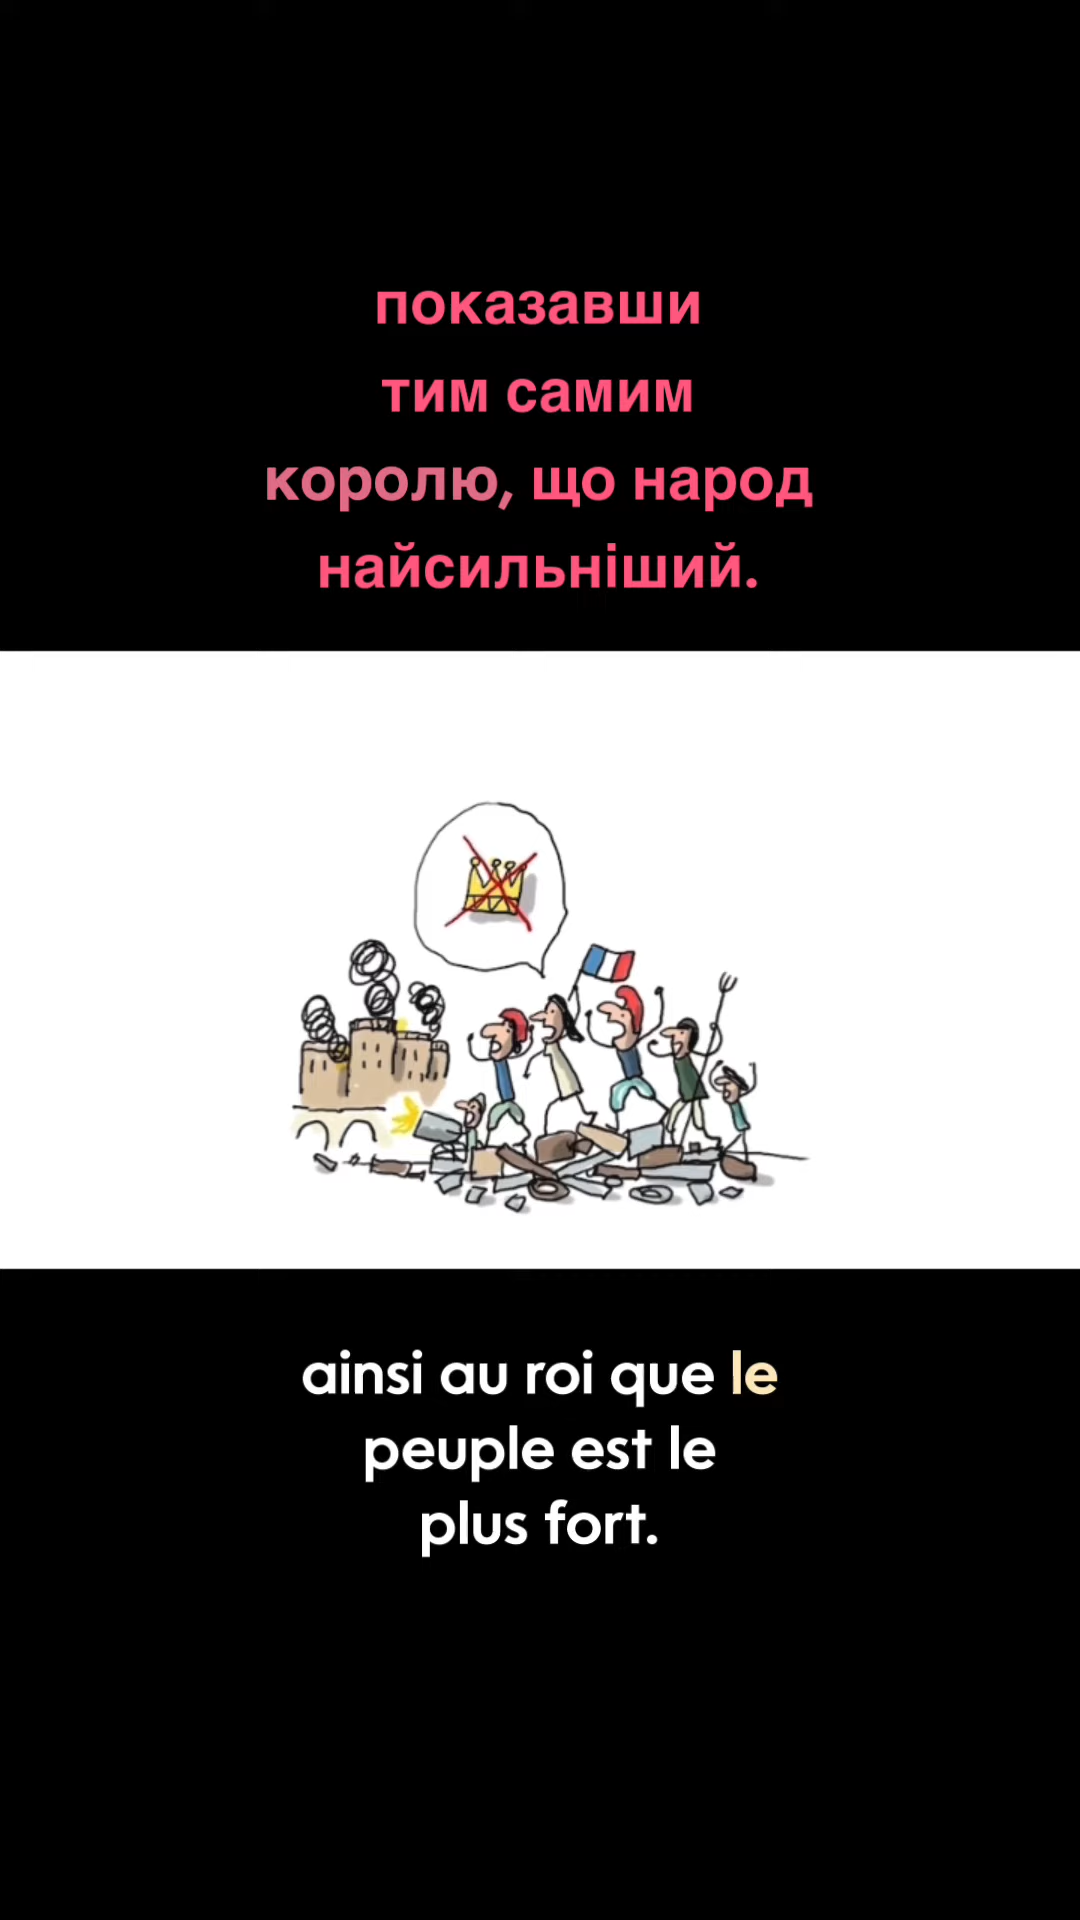 показавши
тим самим
королю, що народ
найсильніший.
ainsi au roi que le
peuple est le
plus fort.